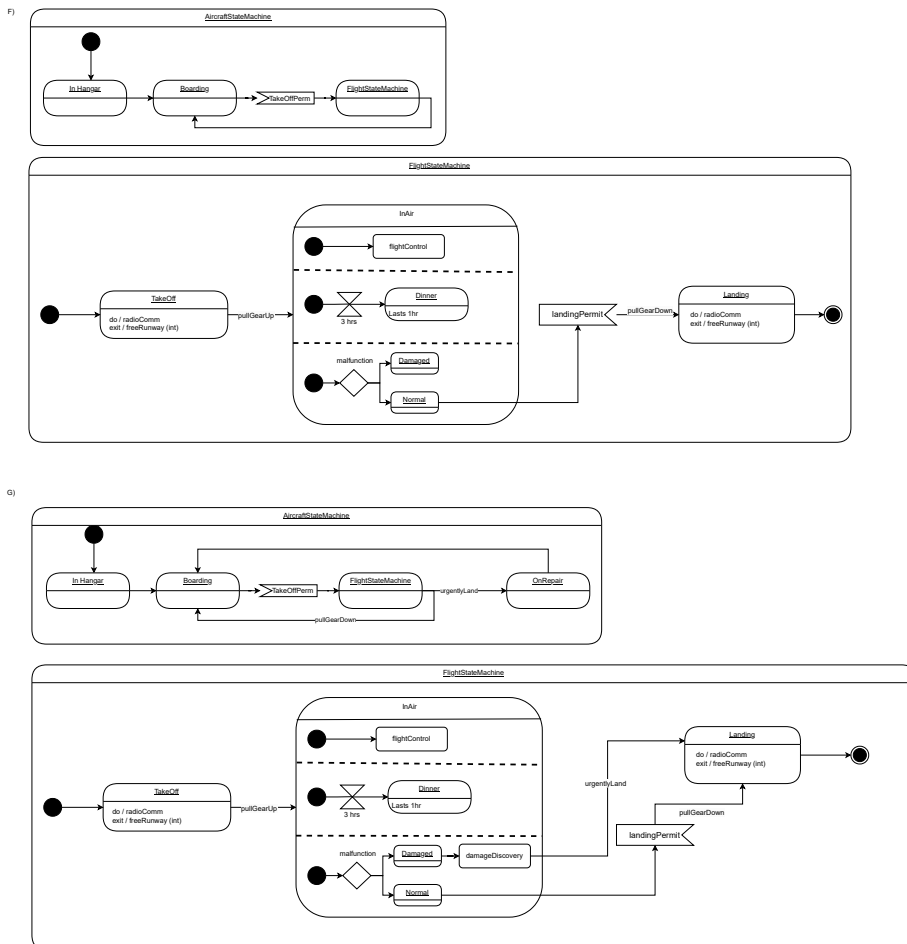 F)
AircraftStateMachine
In Hangar
Boarding
TakeOffPerm
FlightStateMachine
FlightStateMachine
InAir
flightControl
TakeOff
do / radioComm
exit / freeRunway (int)
pullGearUp
3 hrs
Dinner
Lasts 1hr
landingPermit
pullGearDown
Landing
do / radioComm
exit / freeRunway (int)
malfunction
Damaged
Normal
G)
AircraftStateMachine
In Hangar
Boarding
TakeOffPerm
FlightStateMachine
urgentlyLand
OnRepair
pullGearDown
FlightStateMachine
InAir
flightControl
Landing
do / radioComm
exit / freeRunway (int)
urgentlyLand
TakeOff
do / radioComm
exit / freeRunway (int)
pullGearUp
3 hrs
Dinner
Lasts 1hr
pullGearDown
landingPermit
malfunction
Damaged
damageDiscovery
Normal